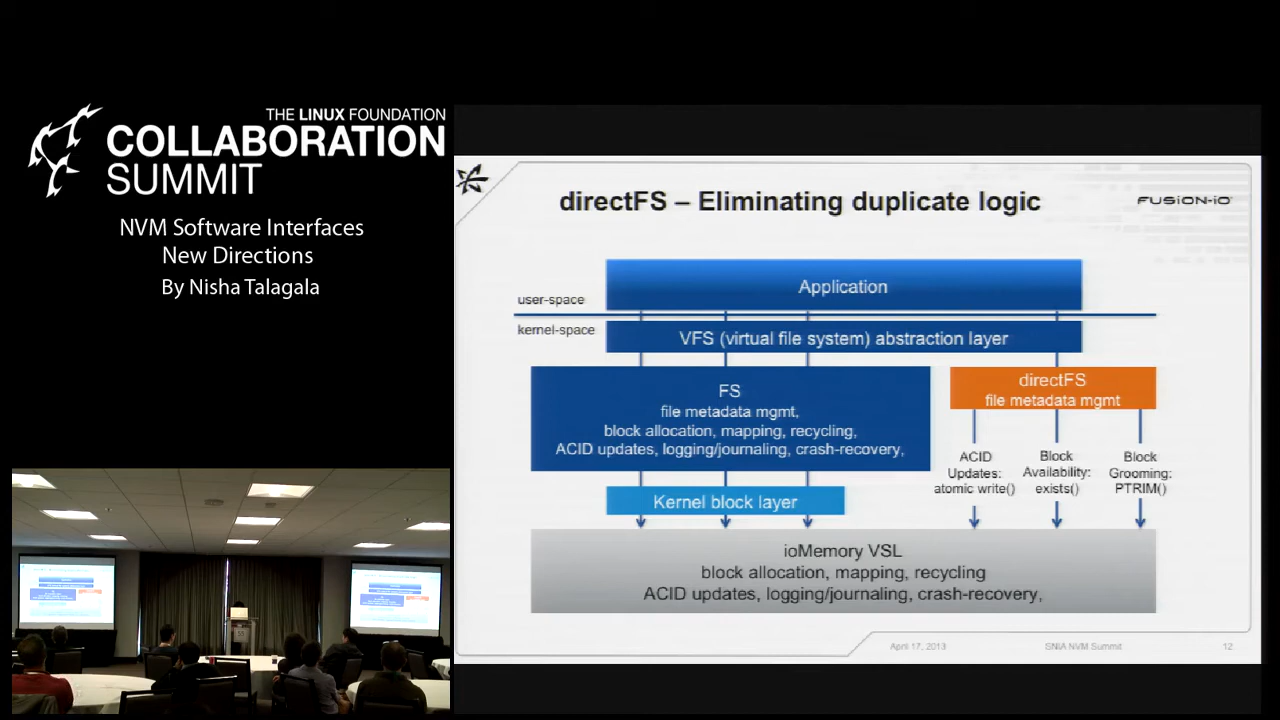 THE LINUX FOUNDATION
COLLABORATION
SUMMIT
NVM Software Interfaces
New Directions
By Nisha Talagala
directFS – Eliminating duplicate logic
FUSiON-iO
Application
user-space
kernel-space
VFS (virtual file system) abstraction layer
FS
file metadata mgmt,
block allocation, mapping, recycling,
ACID updates, logging/journaling, crash-recovery,
directFS
file metadata mgmt
Kernel block layer
ACID
Updates:
atomic write()
Block
Availability:
exists()
Block
Grooming:
PTRIM()
ioMemory VSL
block allocation, mapping, recycling
ACID updates, logging/journaling, crash-recovery,
April 17, 2013
SNIA NVM Summit
12